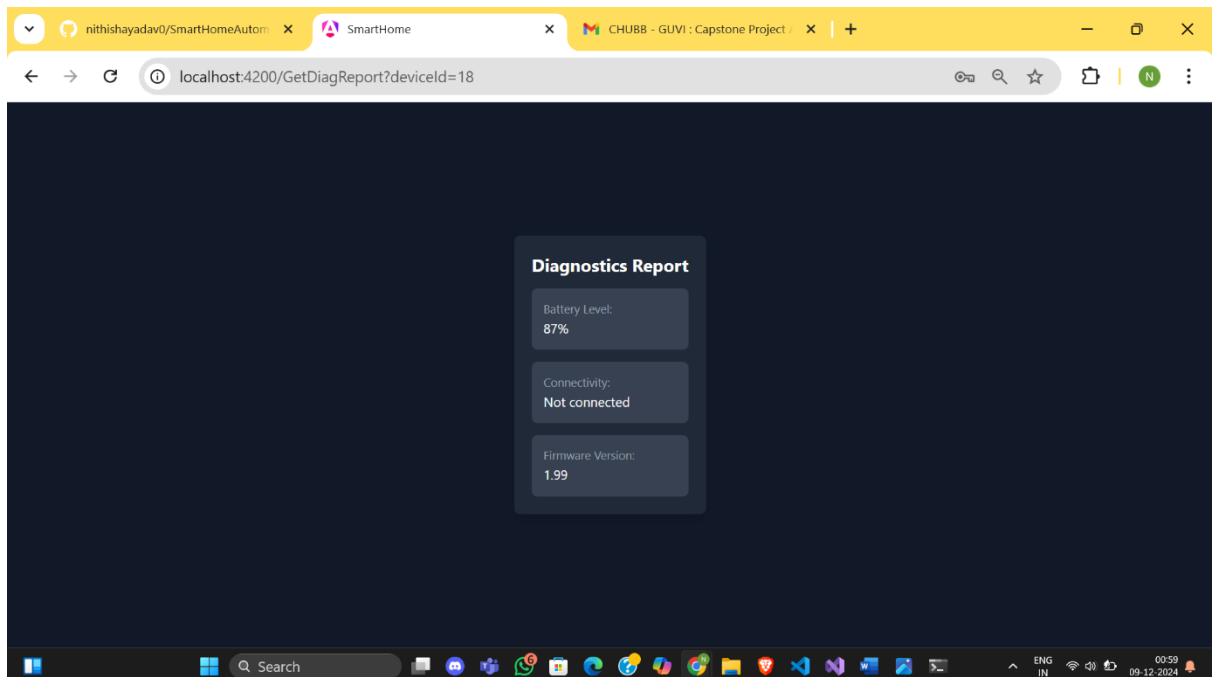 nithishayadav0/SmartHomeAutom
SmartHome
CHUBB - GUVI : Capstone Project
localhost:4200/GetDiagReport?deviceId=18
N
Diagnostics Report
Battery Level:
87%
Connectivity:
Not connected
Firmware Version:
1.99
Search
ENG
IN
00:59
09-12-2024